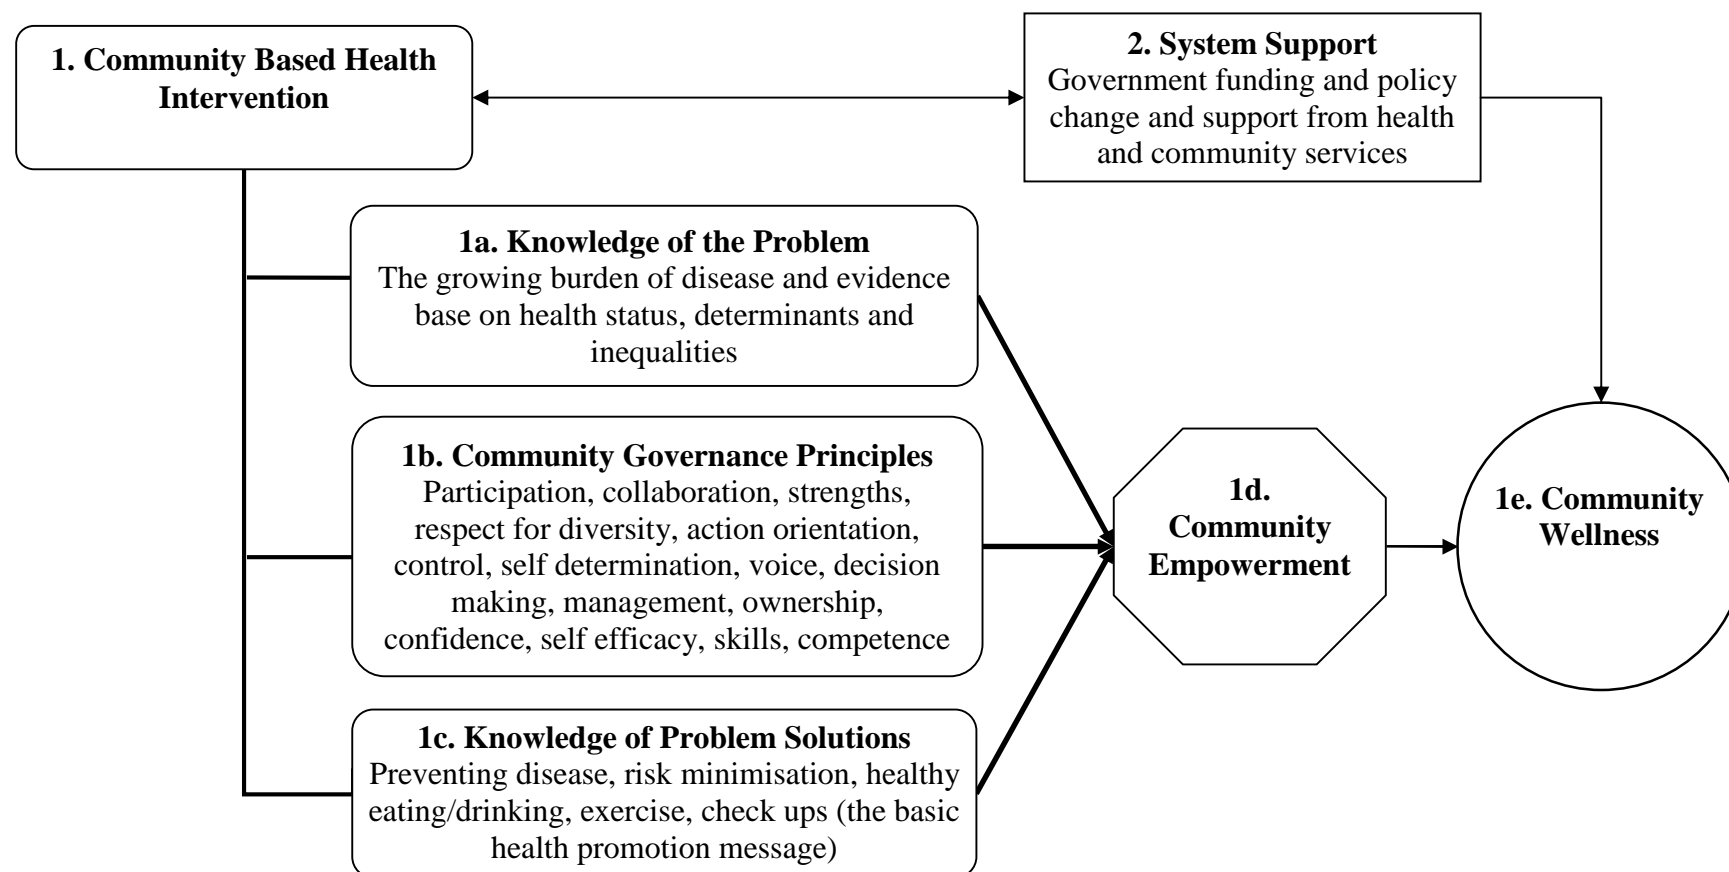 1. Community Based Health
Intervention
2. System Support
Government funding and policy
change and support from health
and community services
1a. Knowledge of the Problem
The growing burden of disease and evidence
base on health status, determinants and
inequalities
1b. Community Governance Principles
Participation, collaboration, strengths,
respect for diversity, action orientation,
control, self determination, voice, decision
making, management, ownership,
confidence, self efficacy, skills, competence
1c. Knowledge of Problem Solutions
Preventing disease, risk minimisation, healthy
eating/drinking, exercise, check ups (the basic
health promotion message)
1d.
Community
Empowerment
1e. Community
Wellness